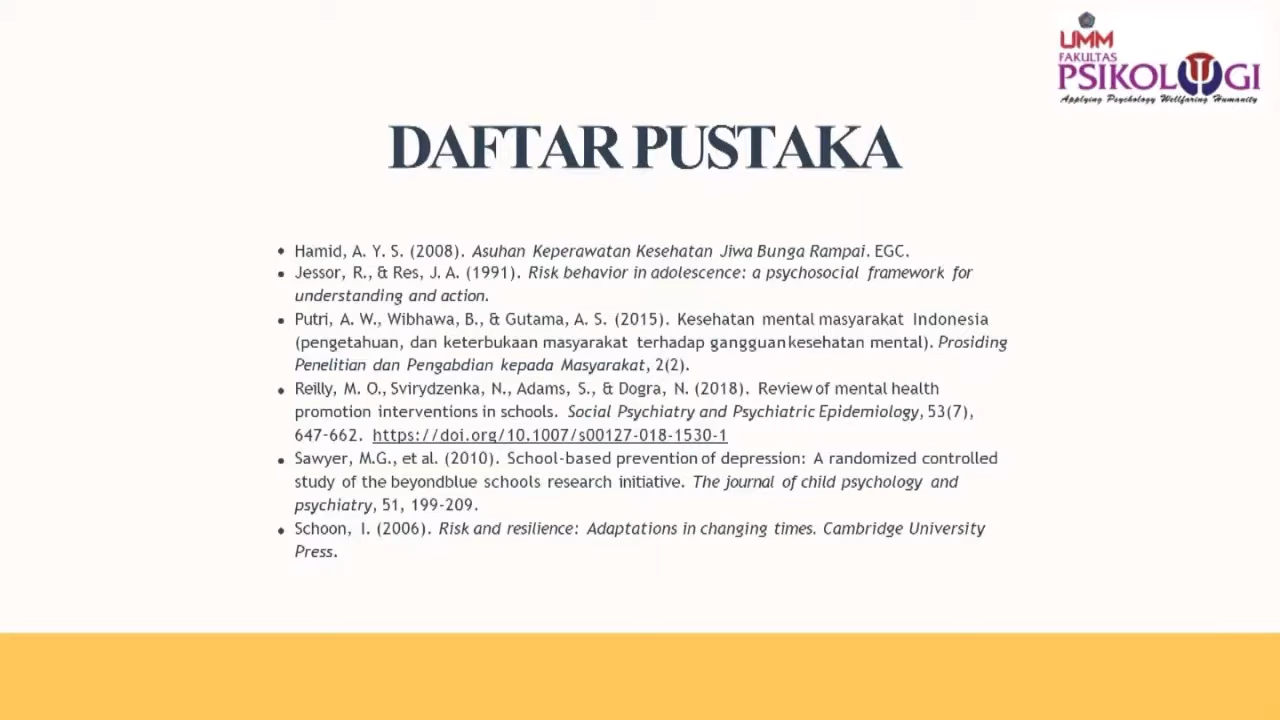 UMM
FAKULTAS
PSIKOLOGI
Applying Psychology Wellfaring Humanity
DAFTAR PUSTAKA
• Hamid, A. Y. S. (2008). Asuhan Keperawatan Kesehatan Jiwa Bunga Rampai. EGC.
• Jessor, R., & Res, J. A. (1991). Risk behavior in adolescence: a psychosocial framework for
understanding and action.
• Putri, A. W., Wibhawa, B., & Gutama, A. S. (2015). Kesehatan mental masyarakat Indonesia
(pengetahuan, dan keterbukaan masyarakat terhadap gangguan kesehatan mental). Prosiding
Penelitian dan Pengabdian kepada Masyarakat, 2(2).
• Reilly, M. O., Svirydzenka, N., Adams, S., & Dogra, N. (2018). Review of mental health
promotion interventions in schools. Social Psychiatry and Psychiatric Epidemiology, 53(7),
647-662. https://doi.org/10.1007/s00127-018-1530-1
• Sawyer, M.G., et al. (2010). School-based prevention of depression: A randomized controlled
study of the beyondblue schools research initiative. The journal of child psychology and
psychiatry, 51, 199-209.
• Schoon, I. (2006). Risk and resilience: Adaptations in changing times. Cambridge University
Press.